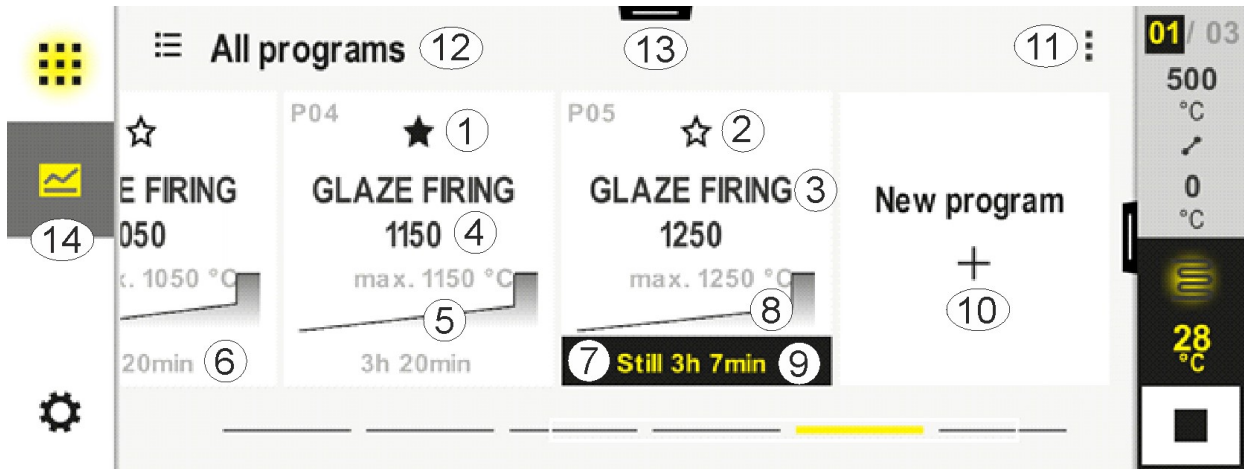 All programs 12
13
11
01 / 03
500
°C
0
°C
28
°C
14
E FIRING
050
x. 1050 °C
20min 6
P04
1
GLAZE FIRING
1150 4
max. 1150 °C
5
3h 20min
P05
2
GLAZE FIRING 3
1250
max. 1250 °C
8
7 Still 3h 7min 9
New program
+
10